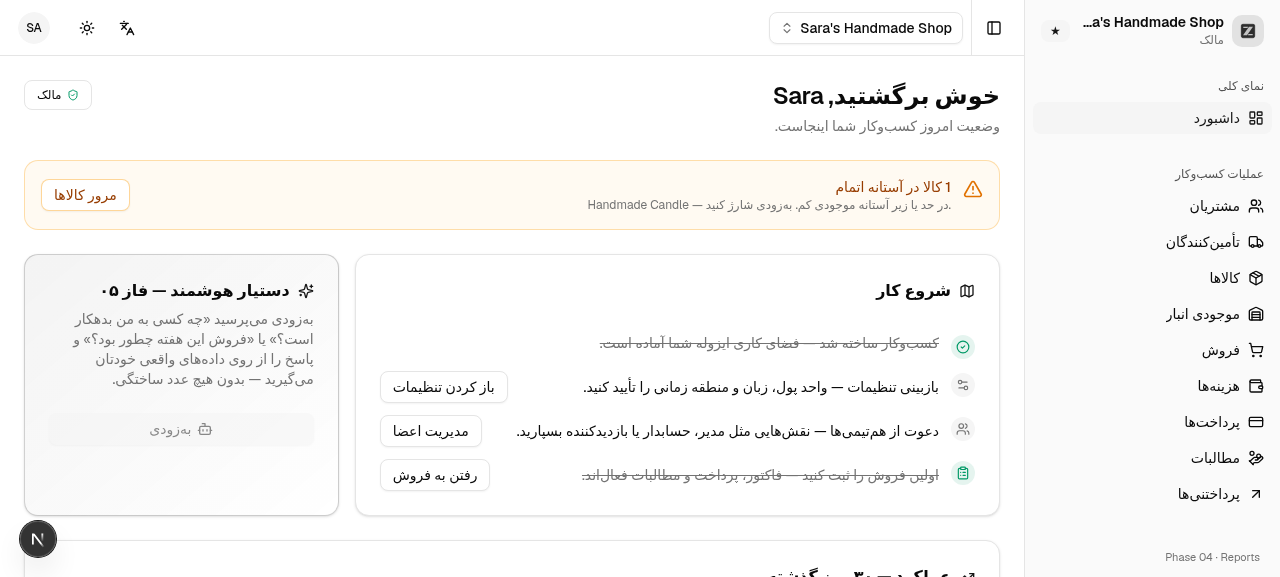 ...a's Handmade Shop
مالک
★
نمای کلی
داشبورد
عملیات کسب‌وکار
مشتریان
تأمین‌کنندگان
کالاها
موجودی انبار
فروش
هزینه‌ها
پرداخت‌ها
مطالبات
پرداختنی‌ها
Phase 04 · Reports
Sara's Handmade Shop
SA
خوش برگشتید, Sara
وضعیت امروز کسب‌وکار شما اینجاست.
مالک
1 کالا در آستانه اتمام
Handmade Candle — در حد یا زیر آستانه موجودی کم. به‌زودی شارژ کنید.
مرور کالاها
شروع کار
کسب‌وکار ساخته شد — فضای کاری ایزوله شما آماده است.
بازبینی تنظیمات — واحد پول، زبان و منطقه زمانی را تأیید کنید.
باز کردن تنظیمات
دعوت از هم‌تیمی‌ها — نقش‌هایی مثل مدیر، حسابدار یا بازدیدکننده بسپارید.
مدیریت اعضا
اولین فروش را ثبت کنید — فاکتور، پرداخت و مطالبات فعال‌اند.
رفتن به فروش
دستیار هوشمند — فاز ۰۵
به‌زودی می‌پرسید «چه کسی به من بدهکار
است؟» یا «فروش این هفته چطور بود؟» و
پاسخ را از روی داده‌های واقعی خودتان
می‌گیرید — بدون هیچ عدد ساختگی.
به‌زودی
N